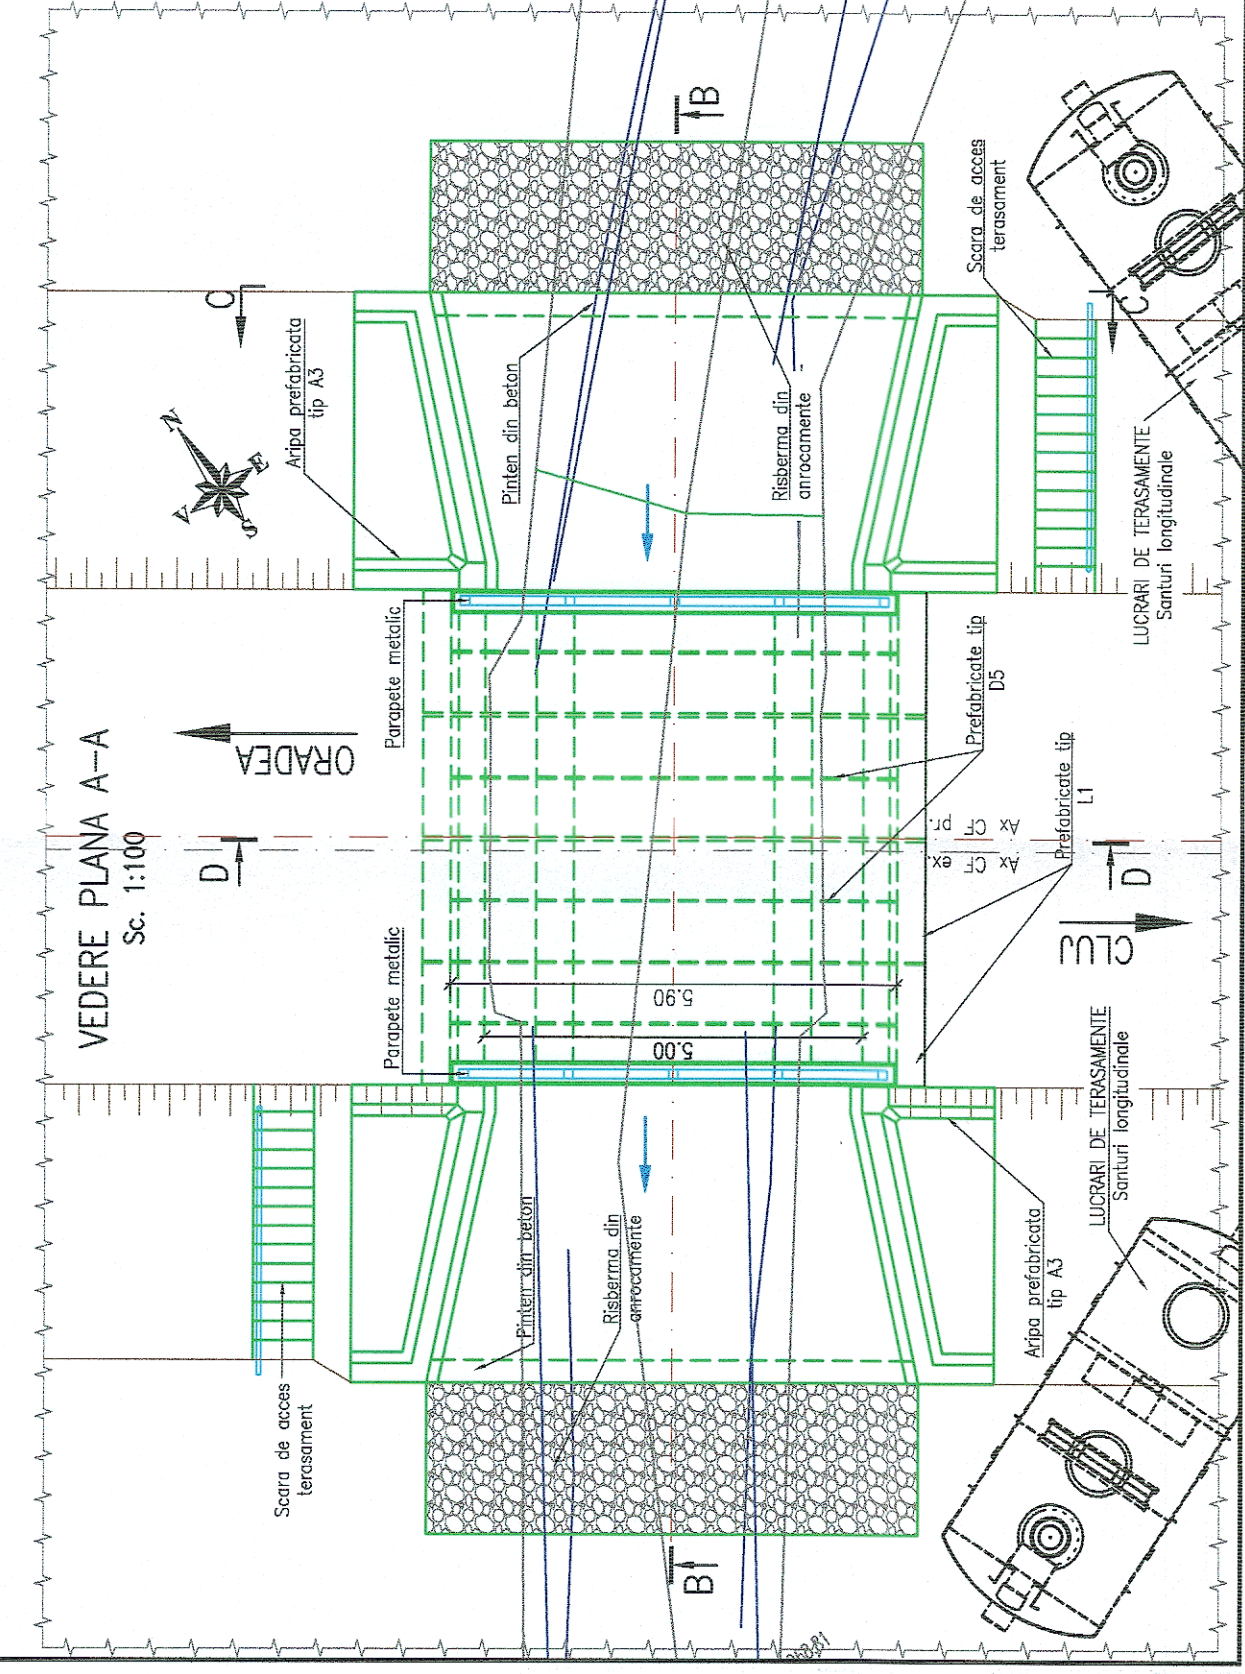 VEDERE PLANA A-A
Sc. 1:100
D
ORADEA
C
N
E
S
V
Aripa prefabricata
tip A3
Parapete metalic
Parapete metalic
Scara de acces
terasament
Pinten din beton
Pinten din beton
B
B
Risberma din
anrocamente
Risberma din
anrocamente
5.90
5.00
Prefabricate tip
D5
Ax CF pr.
Ax CF ex.
Prefabricate tip
L1
Scara de acces
terasament
C
D
CLUJ
Aripa prefabricata
tip A3
LUCRARI DE TERASAMENTE
Santuri longitudinale
LUCRARI DE TERASAMENTE
Santuri longitudinale